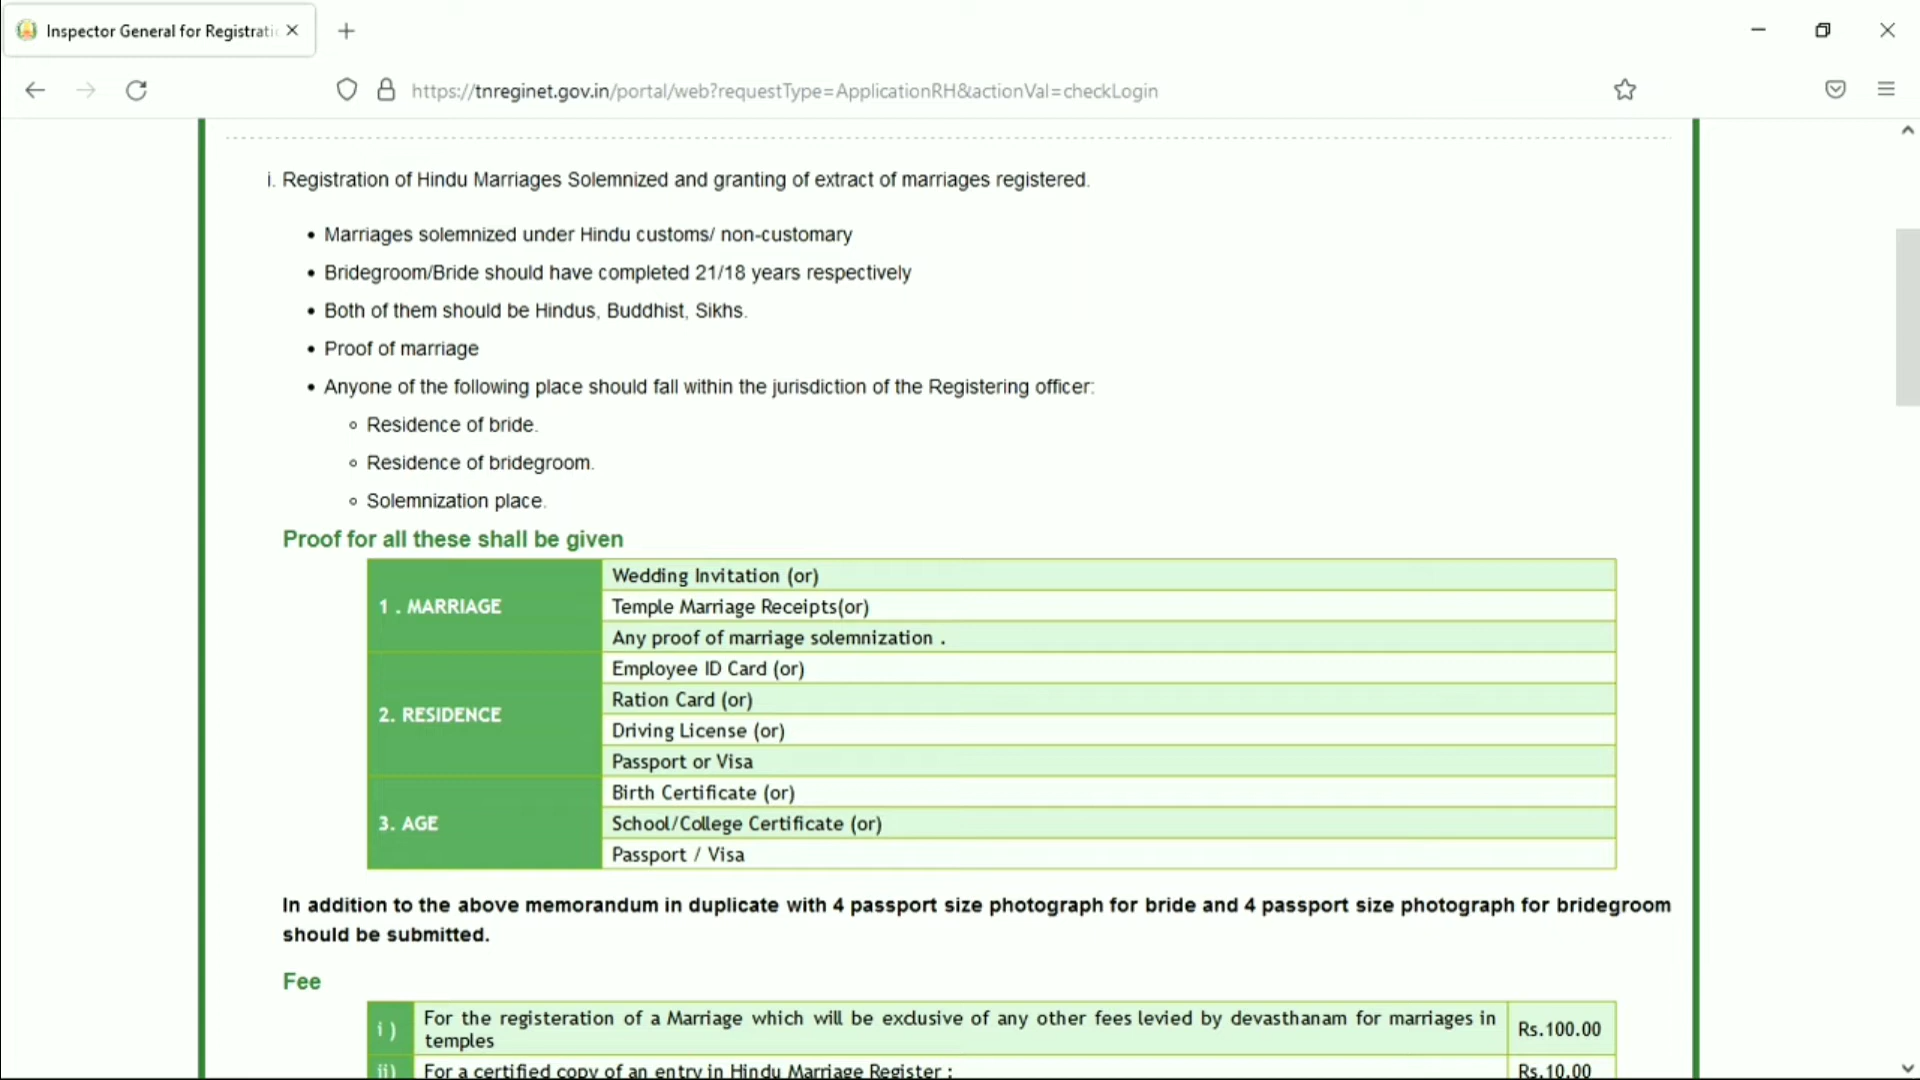 Inspector General for Registrati
https://tnreginet.gov.in/portal/web?requestType=ApplicationRH&actionVal=checkLogin
i. Registration of Hindu Marriages Solemnized and granting of extract of marriages registered.
• Marriages solemnized under Hindu customs/ non-customary
• Bridegroom/Bride should have completed 21/18 years respectively
• Both of them should be Hindus, Buddhist, Sikhs.
• Proof of marriage
• Anyone of the following place should fall within the jurisdiction of the Registering officer:
Residence of bride.
Residence of bridegroom.
Solemnization place.
Proof for all these shall be given
1 . MARRIAGE
Wedding Invitation (or)
Temple Marriage Receipts(or)
Any proof of marriage solemnization .
2. RESIDENCE
Employee ID Card (or)
Ration Card (or)
Driving License (or)
Passport or Visa
3. AGE
Birth Certificate (or)
School/College Certificate (or)
Passport / Visa
In addition to the above memorandum in duplicate with 4 passport size photograph for bride and 4 passport size photograph for bridegroom
should be submitted.
Fee
i ) For the registeration of a Marriage which will be exclusive of any other fees levied by devasthanam for marriages in
temples
Rs.100.00
ii) For a certified copy of an entry in Hindu Marriage Register : Rs.10.00